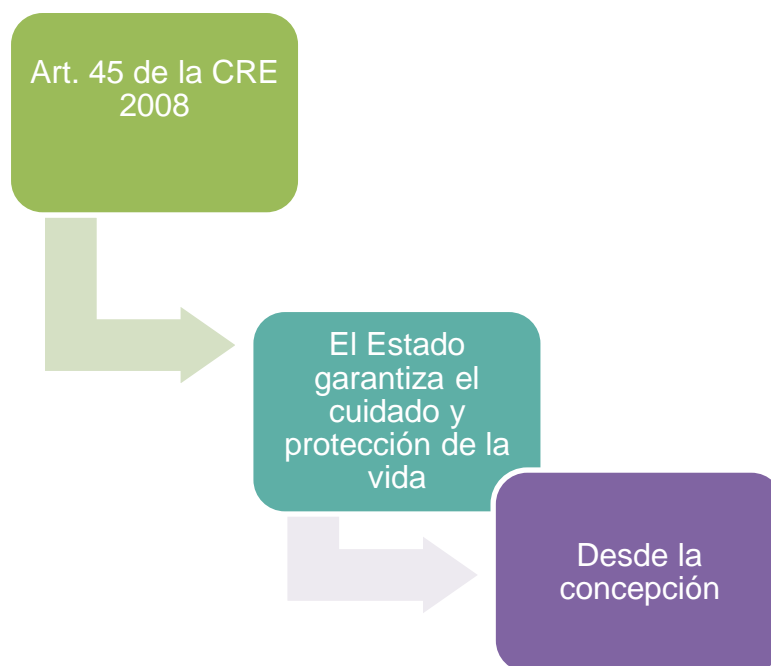 Art. 45 de la CRE
2008
El Estado
garantiza el
cuidado y
protección de la
vida
Desde la
concepción